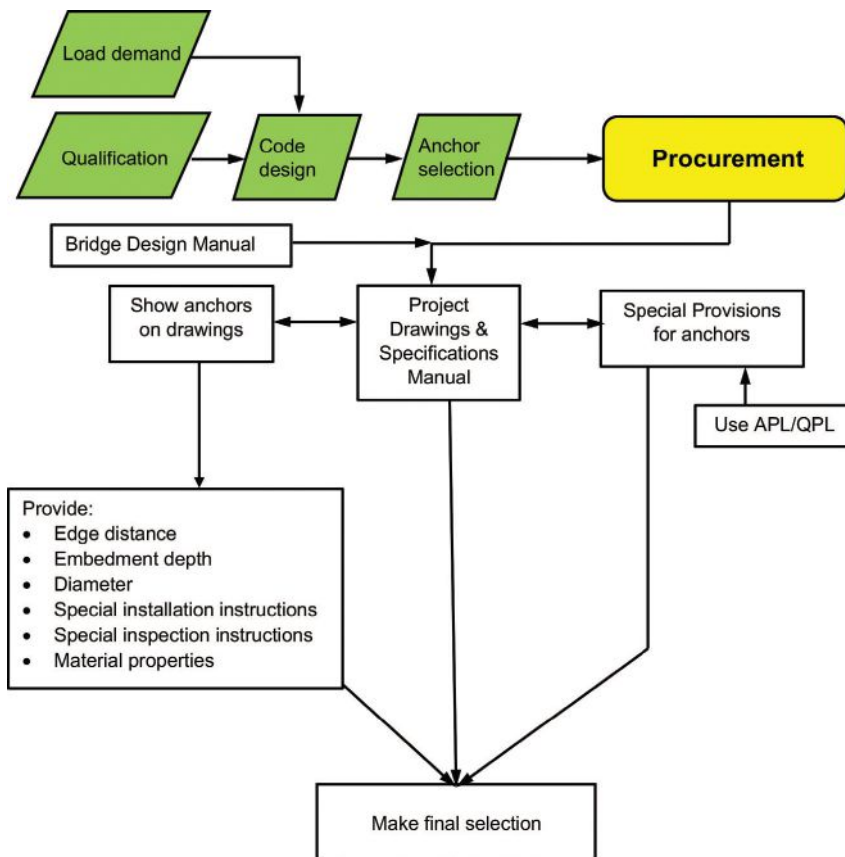 Load demand
Qualification
Code
design
Anchor
selection
Procurement
Bridge Design Manual
Show anchors
on drawings
Project
Drawings &
Specifications
Manual
Special Provisions
for anchors
Use APL/QPL
Provide:
• Edge distance
• Embedment depth
• Diameter
• Special installation instructions
• Special inspection instructions
• Material properties
Make final selection